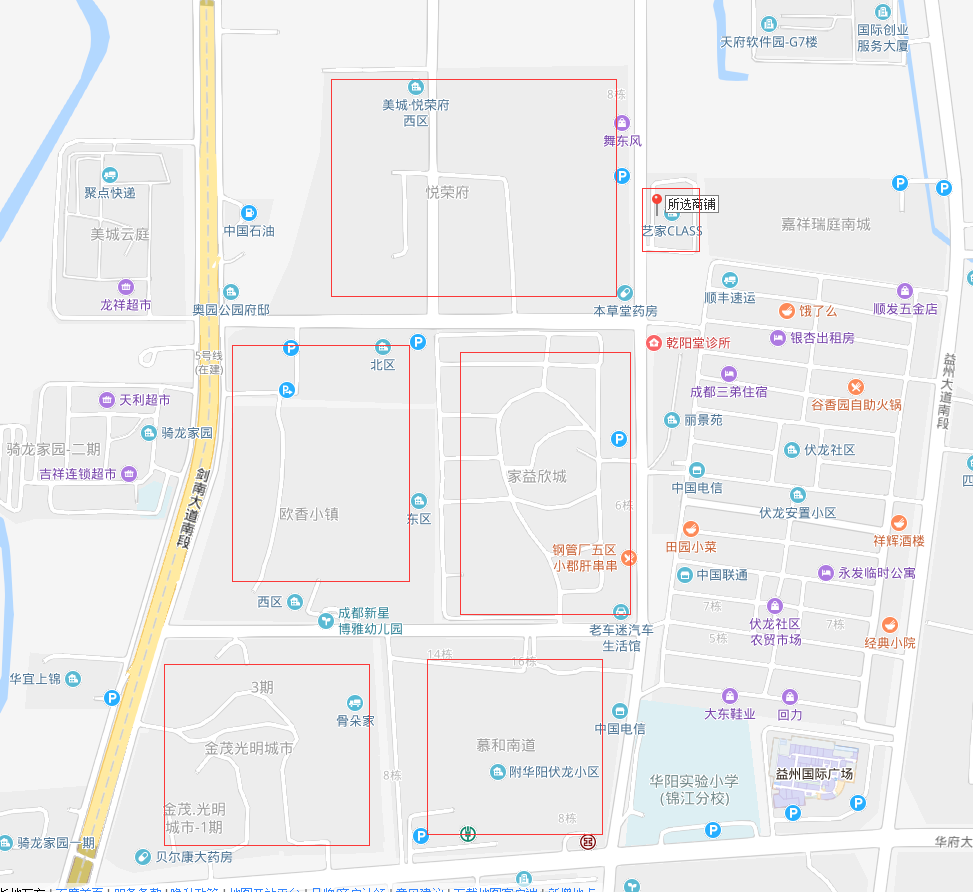 天府软件园-G7楼
国际创业
服务大厦
美城·悦荣府
西区
8栋
舞东风
聚点快递
悦荣府
所选商铺
艺家CLASS
中国石油
美城云庭
嘉祥瑞庭南城
龙祥超市
奥园公园府邸
本草堂药房
顺丰速运
饿了么
顺发五金店
乾阳堂诊所
银杏出租房
5号线
(在建)
北区
益州大道南段
天利超市
成都三弟住宿
谷香园自助火锅
骑龙家园
丽景苑
骑龙家园-二期
伏龙社区
吉祥连锁超市
家益欣城
中国电信
剑南大道南段
欧香小镇
东区
6栋
伏龙安置小区
四
祥辉酒楼
田园小菜
钢管厂五区
小郡肝串串
中国联通
永发临时公寓
西区
成都新星
博雅幼儿园
7栋
伏龙社区
农贸市场
7栋
老车迷汽车
生活馆
5栋
经典小院
14栋
16栋
华宜上锦
3期
骨朵家
大东鞋业
回力
中国电信
金茂光明城市
慕和南道
附华阳伏龙小区
8栋
华阳实验小学
(锦江分校)
益州国际广场
金茂.光明
城市-1期
8栋
骑龙家园一期
贝尔康大药房
华府大